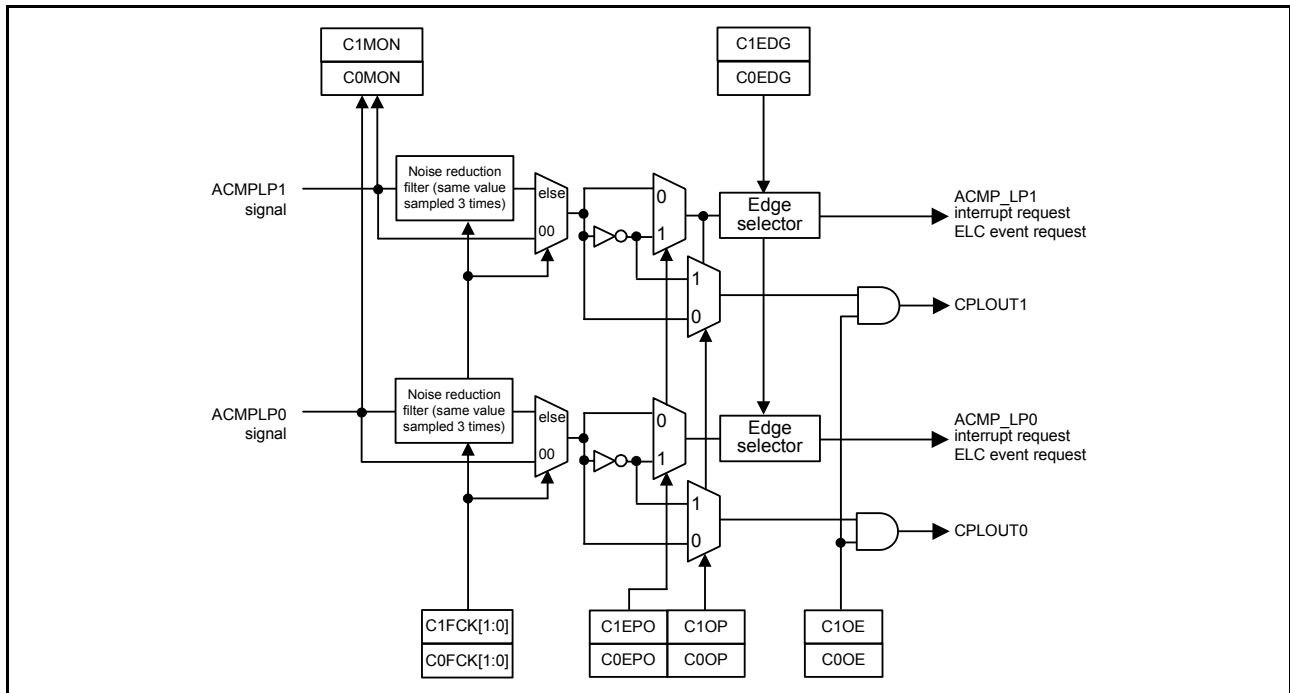 C1MON
C0MON
C1EDG
C0EDG
ACMPLP1
signal
Noise reduction
filter (same value
sampled 3 times)
else
00
0
1
Edge
selector
ACMP_LP1
interrupt request
ELC event request
1
0
CPLOUT1
ACMPLP0
signal
Noise reduction
filter (same value
sampled 3 times)
else
00
0
1
Edge
selector
ACMP_LP0
interrupt request
ELC event request
1
0
CPLOUT0
C1FCK[1:0]
C0FCK[1:0]
C1EPO
C0EPO
C1OP
C0OP
C1OE
C0OE